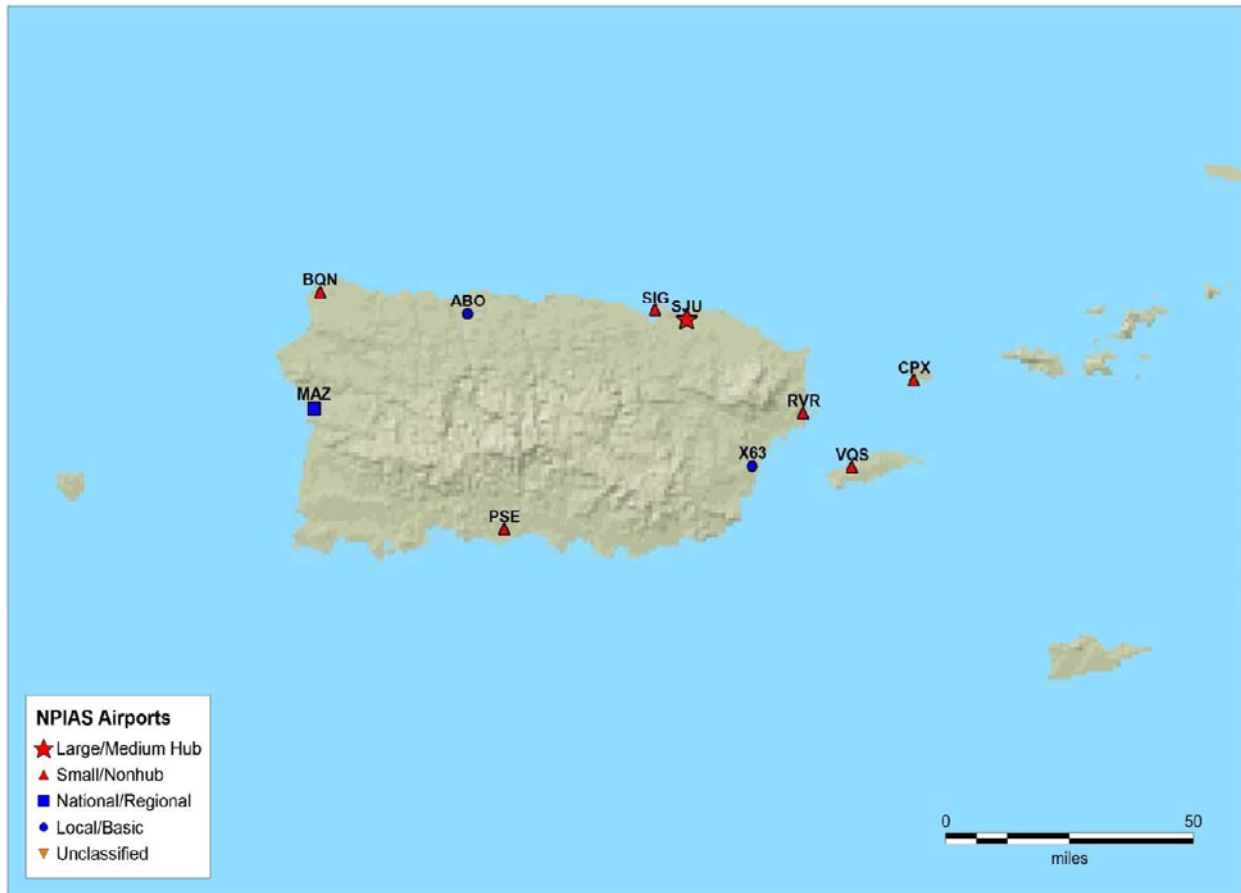 BQN
ABO
SIG
SJU
CPX
MAZ
RVR
X63
VQS
PSE
NPIAS Airports
Large/Medium Hub
Small/Nonhub
National/Regional
Local/Basic
Unclassified
0 50
miles